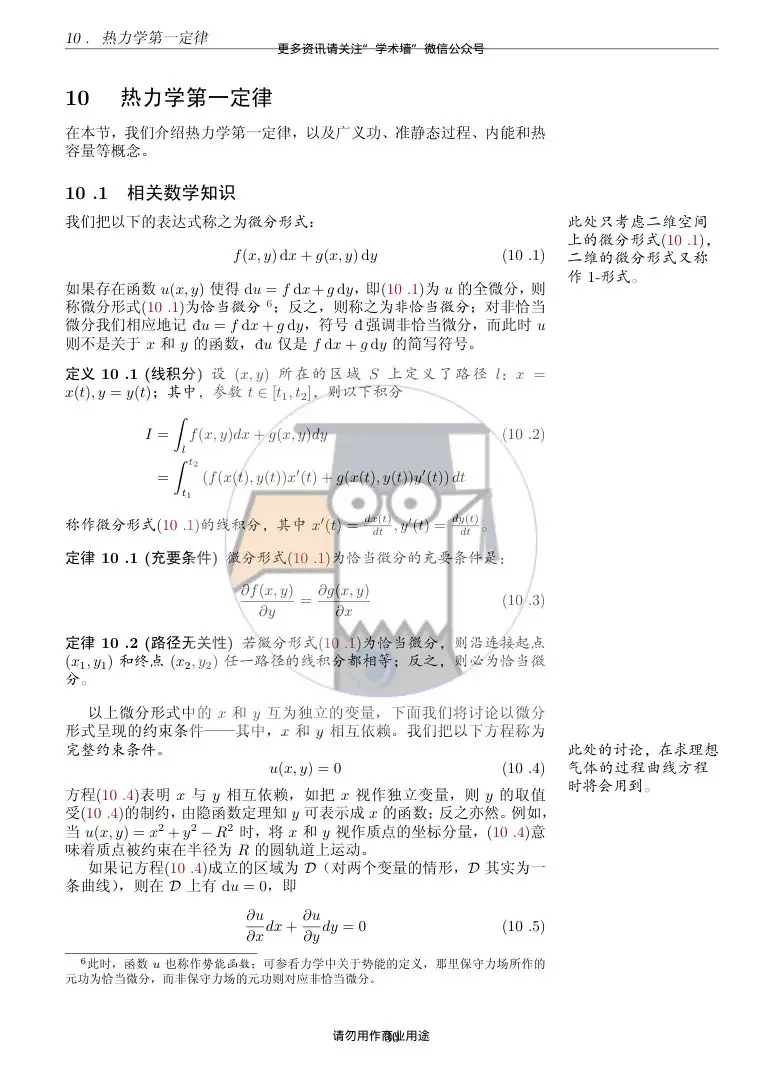 10 . 热力学第一定律
更多资讯请关注”学术墙”微信公众号
10 热力学第一定律
在本节，我们介绍热力学第一定律，以及广义功、准静态过程、内能和热
容量等概念。
10 .1 相关数学知识
我们把以下的表达式称之为微分形式：
f(x, y) dx + g(x, y) dy (10 .1)
此处只考虑二维空间
上的微分形式(10 .1)，
二维的微分形式又称
作 1-形式。
如果存在函数 u(x, y) 使得 du = f dx + g dy，即(10 .1)为 u 的全微分，则
称微分形式(10 .1)为恰当微分 ⁶；反之，则称之为非恰当微分；对非恰当
微分我们相应地记 đu = f dx + g dy，符号 đ 强调非恰当微分，而此时 u
则不是关于 x 和 y 的函数，đu 仅是 f dx + g dy 的简写符号。
定义 10 .1 (线积分) 设 (x, y) 所在的区域 S 上定义了路径 l：x =
x(t), y = y(t)；其中，参数 t ∈ [t₁, t₂]，则以下积分
I = ∫_l f(x, y)dx + g(x, y)dy (10 .2)
= ∫_{t₁}^{t₂} (f(x(t), y(t))x′(t) + g(x(t), y(t))y′(t)) dt
称作微分形式(10 .1)的线积分，其中 x′(t) = dx(t)/dt, y′(t) = dy(t)/dt。
定律 10 .1 (充要条件) 微分形式(10 .1)为恰当微分的充要条件是：
∂f(x, y)/∂y = ∂g(x, y)/∂x (10 .3)
定律 10 .2 (路径无关性) 若微分形式(10 .1)为恰当微分，则沿连接起点
(x₁, y₁) 和终点 (x₂, y₂) 任一路径的线积分都相等；反之，则必为恰当微
分。
以上微分形式中的 x 和 y 互为独立的变量，下面我们将讨论以微分
形式呈现的约束条件——其中，x 和 y 相互依赖。我们把以下方程称为
完整约束条件。
u(x, y) = 0 (10 .4)
此处的讨论，在求理想
气体的过程曲线方程
时将会用到。
方程(10 .4)表明 x 与 y 相互依赖，如把 x 视作独立变量，则 y 的取值
受(10 .4)的制约，由隐函数定理知 y 可表示成 x 的函数；反之亦然。例如，
当 u(x, y) = x² + y² − R² 时，将 x 和 y 视作质点的坐标分量，(10 .4)意
味着质点被约束在半径为 R 的圆轨道上运动。
如果记方程(10 .4)成立的区域为 𝒟（对两个变量的情形，𝒟 其实为一
条曲线），则在 𝒟 上有 du = 0，即
∂u/∂x dx + ∂u/∂y dy = 0 (10 .5)
⁶此时，函数 u 也称作势能函数；可参看力学中关于势能的定义，那里保守力场所作的
元功为恰当微分，而非保守力场的元功则对应非恰当微分。
请勿用作商业用途